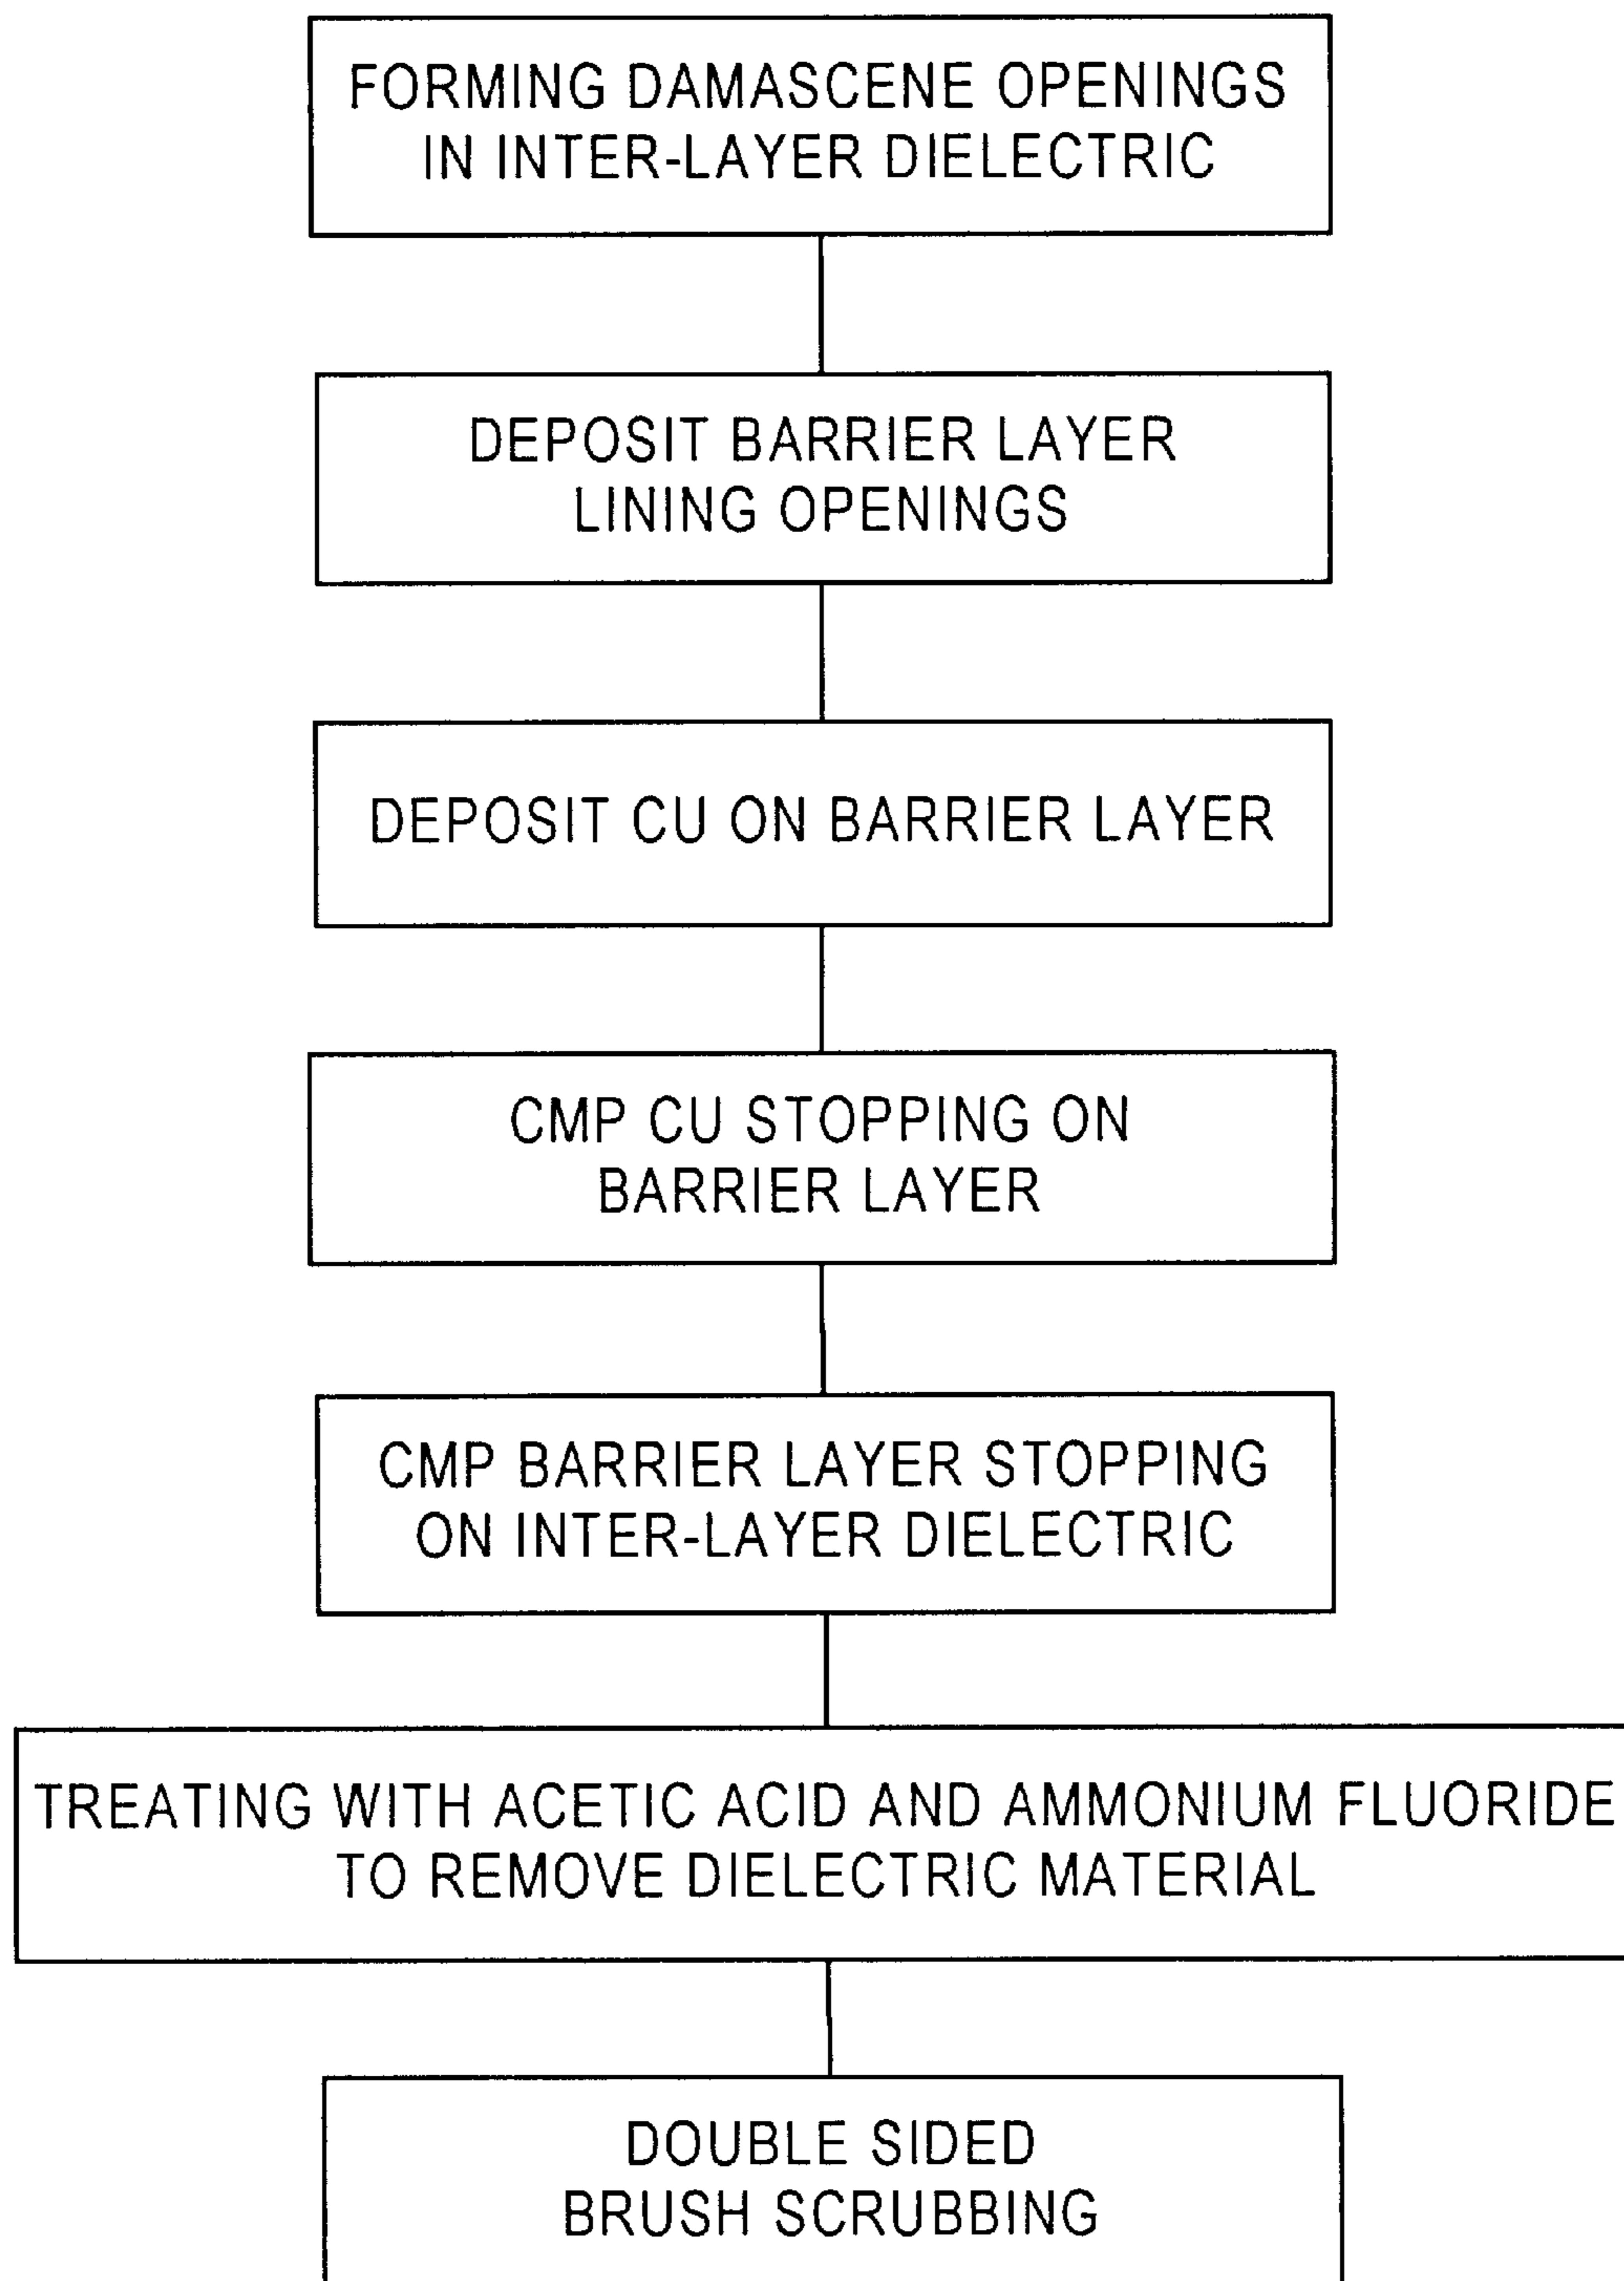 FORMING DAMASCENE OPENINGS
IN INTER-LAYER DIELECTRIC
DEPOSIT BARRIER LAYER
LINING OPENINGS
DEPOSIT CU ON BARRIER LAYER
CMP CU STOPPING ON
BARRIER LAYER
CMP BARRIER LAYER STOPPING
ON INTER-LAYER DIELECTRIC
TREATING WITH ACETIC ACID AND AMMONIUM FLUORIDE
TO REMOVE DIELECTRIC MATERIAL
DOUBLE SIDED
BRUSH SCRUBBING